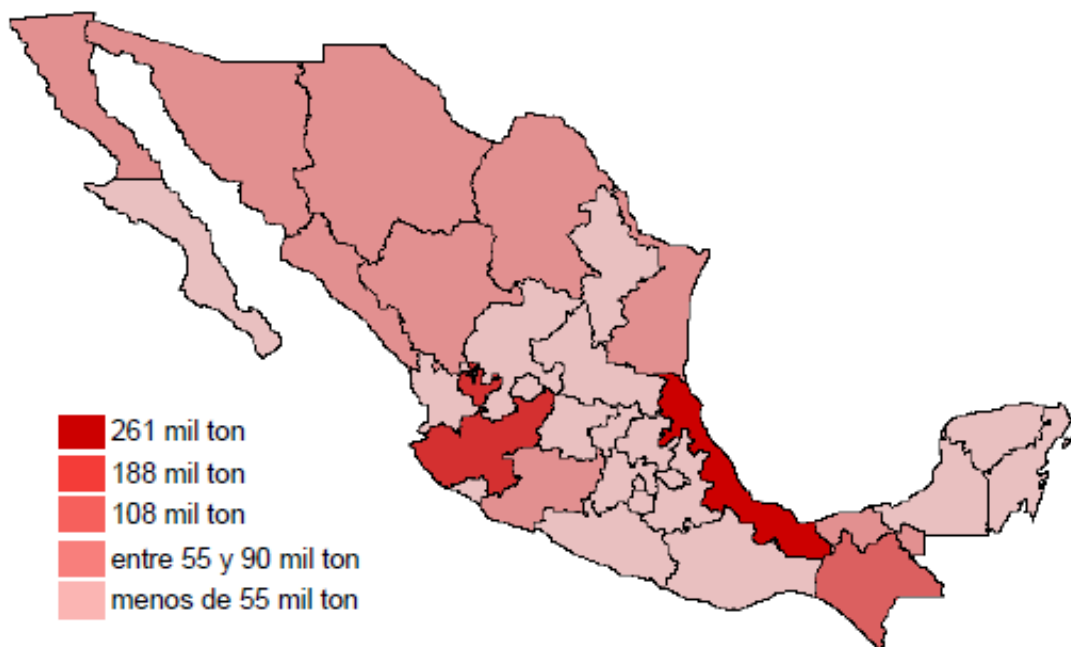 261 mil ton
188 mil ton
108 mil ton
entre 55 y 90 mil ton
menos de 55 mil ton